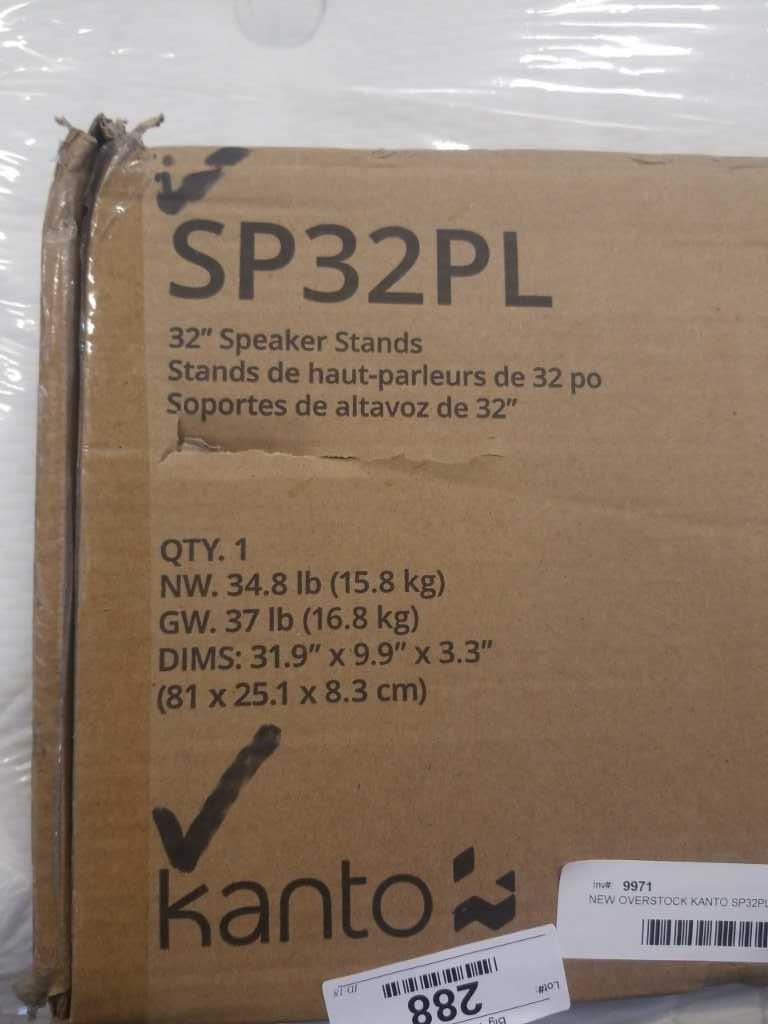 SP32PL
32" Speaker Stands
Stands de haut-parleurs de 32 po
Soportes de altavoz de 32"
QTY. 1
NW. 34.8 lb (15.8 kg)
GW. 37 lb (16.8 kg)
DIMS: 31.9" x 9.9" x 3.3"
(81 x 25.1 x 8.3 cm)
kanto
Inv#: 9971
NEW OVERSTOCK KANTO SP32PL
Lot#:
288
Big